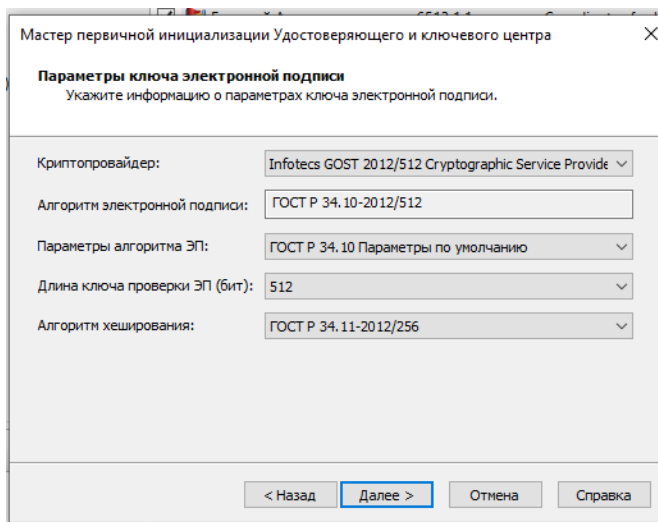 Мастер первичной инициализации Удостоверяющего и ключевого центра
Параметры ключа электронной подписи
Укажите информацию о параметрах ключа электронной подписи.
Криптопровайдер: Infotecs GOST 2012/512 Cryptographic Service Provide
Алгоритм электронной подписи: ГОСТ Р 34.10-2012/512
Параметры алгоритма ЭП: ГОСТ Р 34.10 Параметры по умолчанию
Длина ключа проверки ЭП (бит): 512
Алгоритм хеширования: ГОСТ Р 34.11-2012/256
< Назад Далее > Отмена Справка